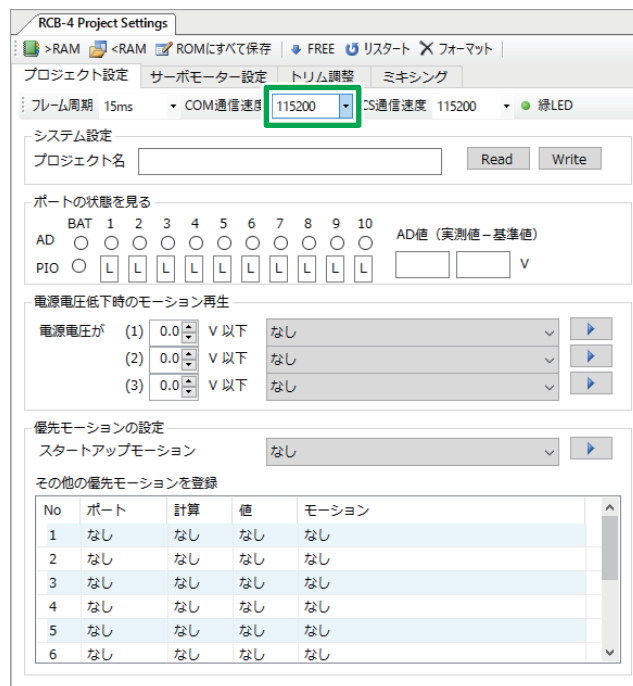 RCB-4 Project Settings
>RAM <RAM ROMにすべて保存 FREE リスタート フォーマット
プロジェクト設定 サーボモーター設定 トリム調整 ミキシング
フレーム周期 15ms COM通信速度 115200 CS通信速度 115200 緑LED
システム設定
プロジェクト名 Read Write
ポートの状態を見る
BAT 1 2 3 4 5 6 7 8 9 10
AD AD値（実測値－基準値）
PIO L L L L L L L L L L V
電源電圧低下時のモーション再生
電源電圧が (1) 0.0 V 以下 なし
(2) 0.0 V 以下 なし
(3) 0.0 V 以下 なし
優先モーションの設定
スタートアップモーション なし
その他の優先モーションを登録
No ポート 計算 値 モーション
1 なし なし なし なし
2 なし なし なし なし
3 なし なし なし なし
4 なし なし なし なし
5 なし なし なし なし
6 なし なし なし なし